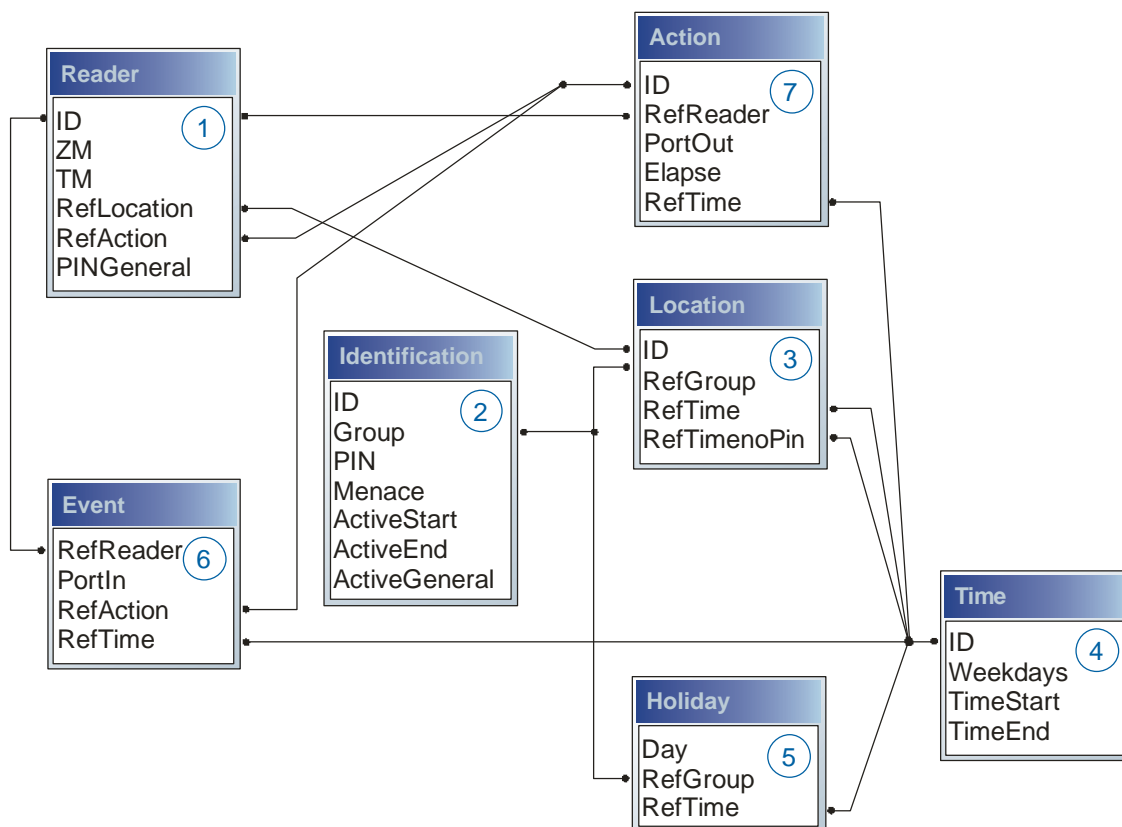 Reader
1
ID
ZM
TM
RefLocation
RefAction
PINGeneral
Action
7
ID
RefReader
PortOut
Elapse
RefTime
Identification
2
ID
Group
PIN
Menace
ActiveStart
ActiveEnd
ActiveGeneral
Location
3
ID
RefGroup
RefTime
RefTimenoPin
Event
6
RefReader
PortIn
RefAction
RefTime
Time
4
ID
Weekdays
TimeStart
TimeEnd
Holiday
5
Day
RefGroup
RefTime